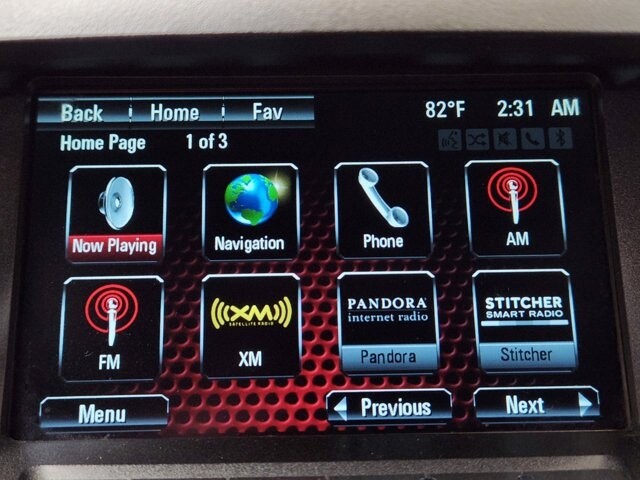 Back Home Fav 82°F 2:31 AM
Home Page 1 of 3
Now Playing Navigation Phone AM
PANDORA STITCHER
internet radio SMART RADIO
((XM))
SATELLITE RADIO
FM XM Pandora Stitcher
Menu Previous Next